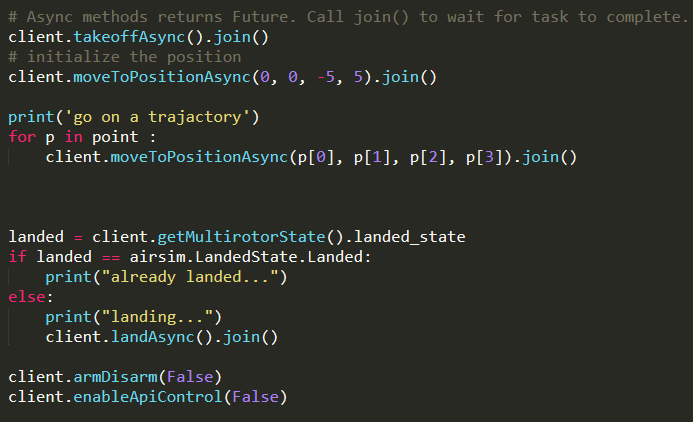 # Async methods returns Future. Call join() to wait for task to complete.
client.takeoffAsync().join()
# initialize the position
client.moveToPositionAsync(0, 0, -5, 5).join()
print('go on a trajactory')
for p in point :
    client.moveToPositionAsync(p[0], p[1], p[2], p[3]).join()
landed = client.getMultirotorState().landed_state
if landed == airsim.LandedState.Landed:
    print("already landed...")
else:
    print("landing...")
    client.landAsync().join()
client.armDisarm(False)
client.enableApiControl(False)